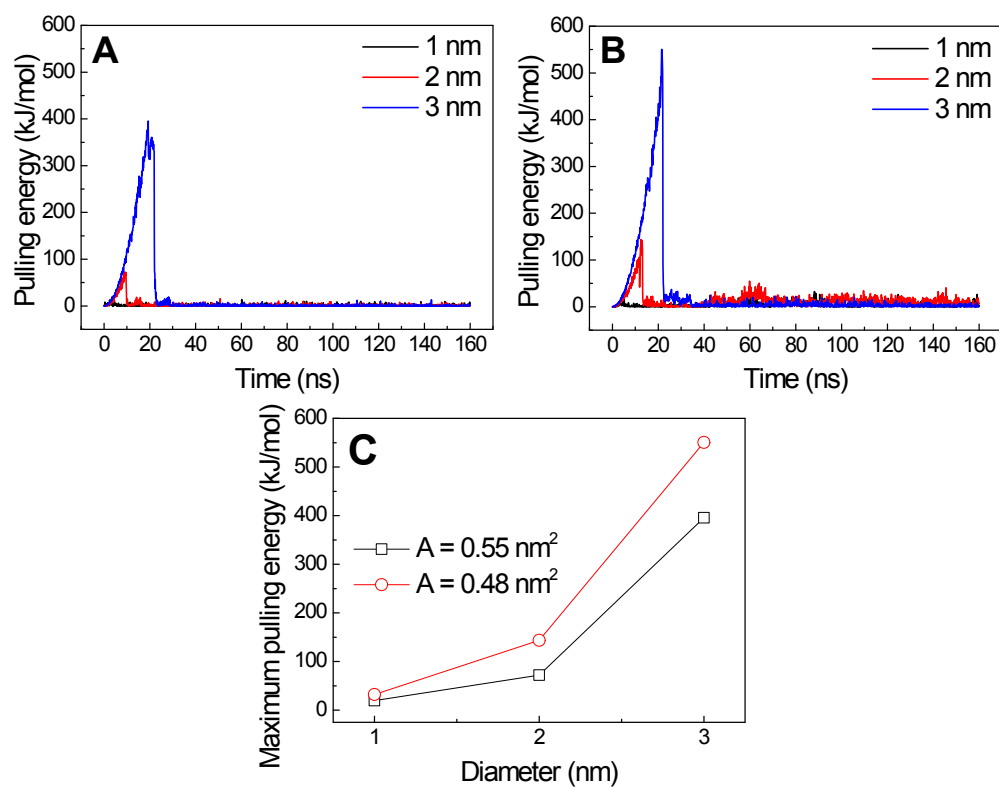 A
1 nm
2 nm
3 nm
600
500
400
300
200
100
0
Pulling energy (kJ/mol)
0 20 40 60 80 100 120 140 160
Time (ns)
B
1 nm
2 nm
3 nm
600
500
400
300
200
100
0
Pulling energy (kJ/mol)
0 20 40 60 80 100 120 140 160
Time (ns)
C
A = 0.55 nm²
A = 0.48 nm²
600
500
400
300
200
100
0
Maximum pulling energy (kJ/mol)
1 2 3
Diameter (nm)